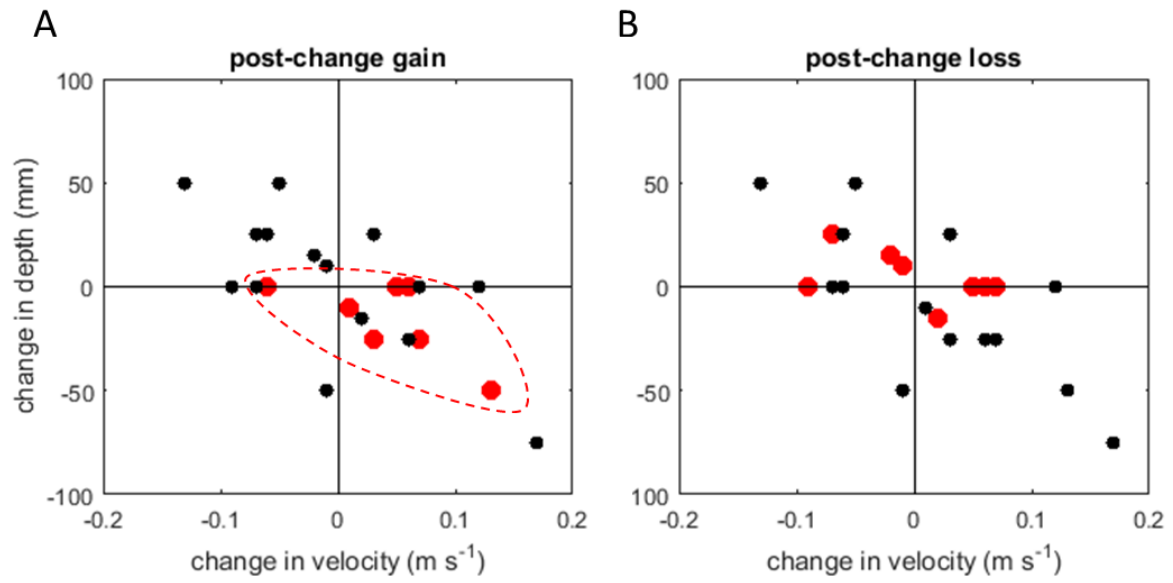 A
B
post-change gain
post-change loss
change in depth (mm)
100
50
0
-50
-100
-0.2
-0.1
0
0.1
0.2
change in velocity (m s⁻¹)
100
50
0
-50
100
-0.2
-0.1
0
0.1
0.2
change in velocity (m s⁻¹)